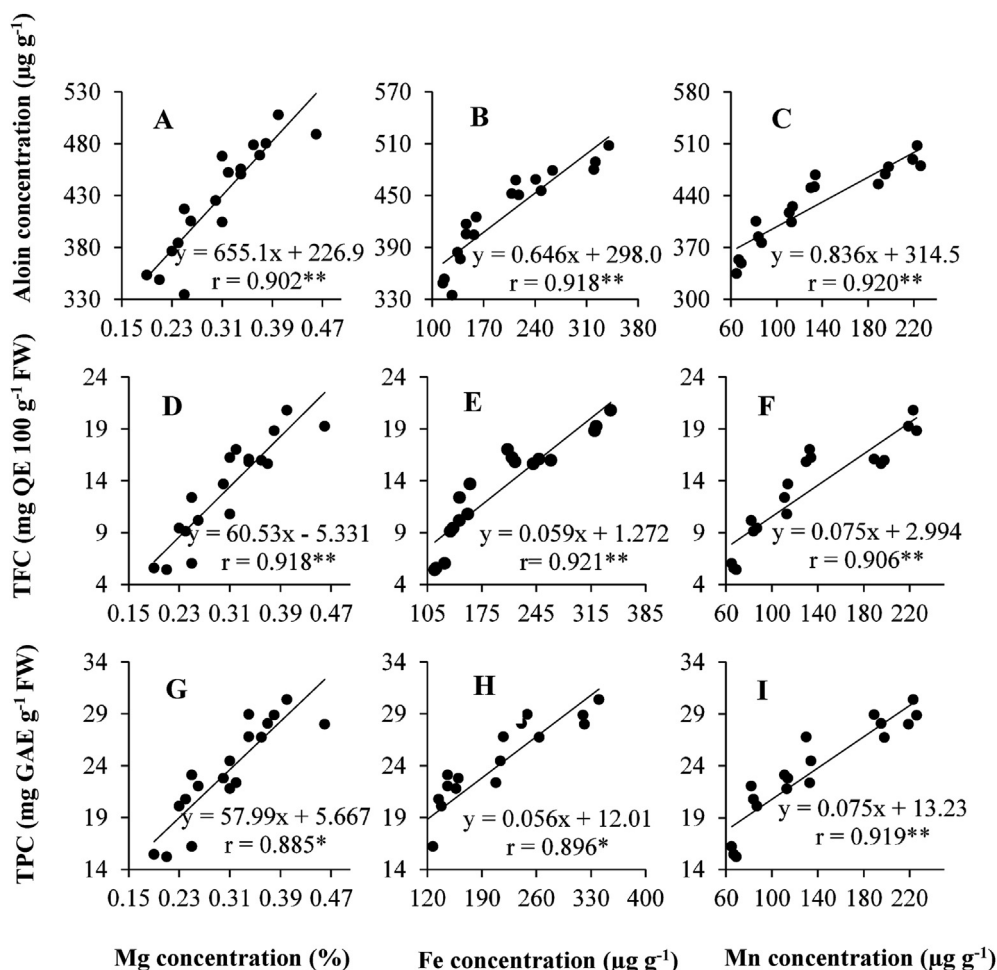 Aloin concentration (µg g⁻¹)
530
480
430
380
330
A
y = 655.1x + 226.9
r = 0.902**
0.15 0.23 0.31 0.39 0.47
570
510
450
390
330
B
y = 0.646x + 298.0
r = 0.918**
110 170 240 310 380
580
510
440
370
300
C
y = 0.836x + 314.5
r = 0.920**
60 100 140 180 220
TFC (mg QE 100 g⁻¹ FW)
24
19
14
9
4
D
y = 60.53x - 5.331
r = 0.918**
0.15 0.23 0.31 0.39 0.47
E
y = 0.059x + 1.272
r= 0.921**
105 175 245 315 385
24
19
14
9
4
F
y = 0.075x + 2.994
r = 0.906**
60 100 140 180 220
TPC (mg GAE g⁻¹ FW)
34
29
24
19
14
G
y = 57.99x + 5.667
r = 0.885*
0.15 0.23 0.31 0.39 0.47
34
29
24
19
14
H
y = 0.056x + 12.01
r = 0.896*
120 190 260 330 400
34
29
24
19
14
I
y = 0.075x + 13.23
r = 0.919**
60 100 140 180 220
Mg concentration (%)
Fe concentration (µg g⁻¹)
Mn concentration (µg g⁻¹)